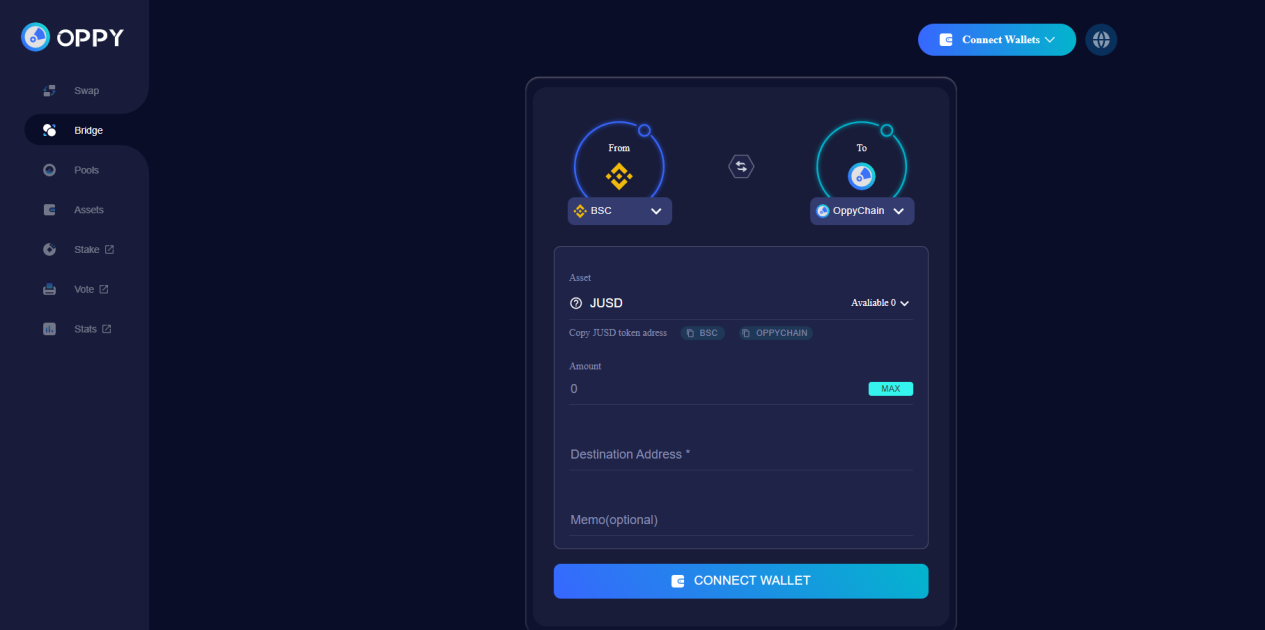 OPPY
Connect Wallets
Swap
Bridge
Pools
Assets
Stake
Vote
Stats
From
To
BSC
OppyChain
Asset
JUSD
Avaliable 0
Copy JUSD token adress
BSC
OPPYCHAIN
Amount
0
MAX
Destination Address *
Memo(optional)
CONNECT WALLET